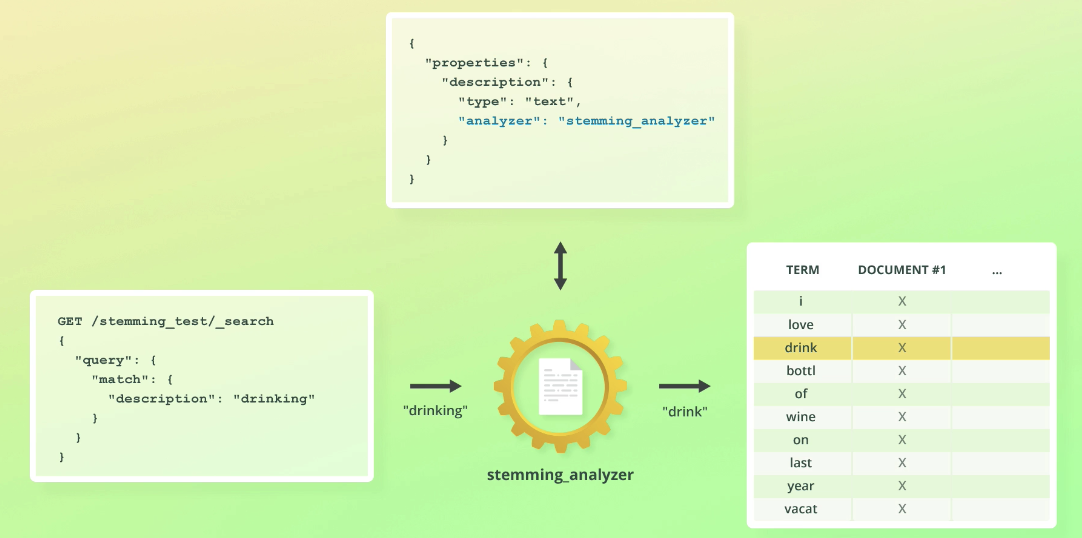 {
  "properties": {
    "description": {
      "type": "text",
      "analyzer": "stemming_analyzer"
    }
  }
}
GET /stemming_test/_search
{
  "query": {
    "match": {
      "description": "drinking"
    }
  }
}
"drinking"
stemming_analyzer
"drink"
TERM DOCUMENT #1 ...
i X
love X
drink X
bottl X
of X
wine X
on X
last X
year X
vacat X